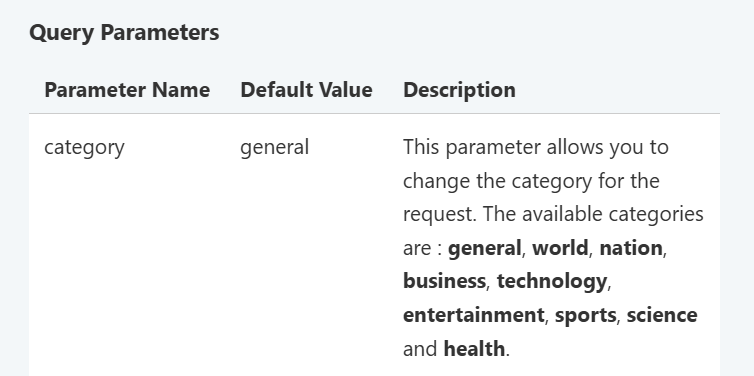 Query Parameters
Parameter Name Default Value Description
category general This parameter allows you to
change the category for the
request. The available categories
are : general, world, nation,
business, technology,
entertainment, sports, science
and health.